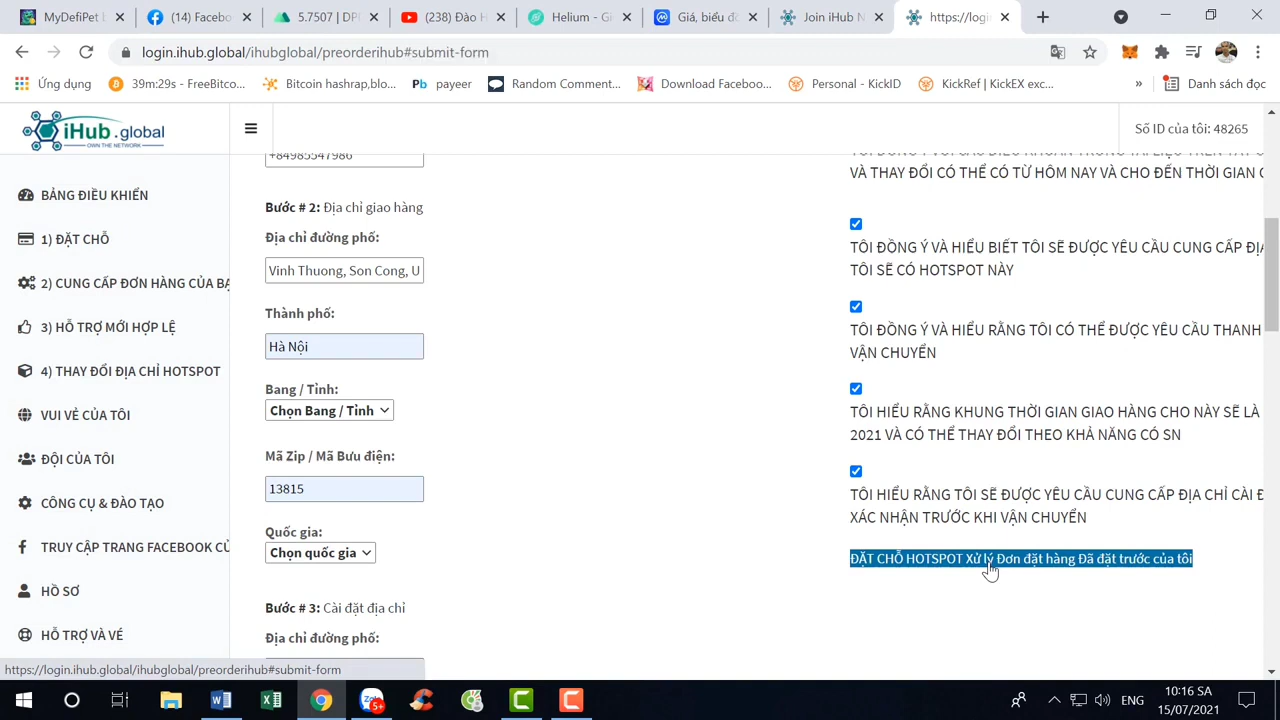 MyDefiPet L
(14) Facebo
5.7507 | DP
(238) Đào H
Helium - Gi
Giá, biểu đồ
Join iHub N
https://logi
login.ihub.global/ihubglobal/preorderihub#submit-form
Ứng dụng
39m:29s - FreeBitco...
Bitcoin hashrap,blo...
Pb payeer
Random Comment...
Download Faceboo...
Personal - KickID
KickRef | KickEX exc...
»
Danh sách đọc
iHub.global
OWN THE NETWORK
Số ID của tôi: 48265
BẢNG ĐIỀU KHIỂN
1) ĐẶT CHỖ
2) CUNG CẤP ĐƠN HÀNG CỦA BẠ
3) HỖ TRỢ MỚI HỢP LỆ
4) THAY ĐỔI ĐỊA CHỈ HOTSPOT
VUI VẺ CỦA TÔI
ĐỘI CỦA TÔI
CÔNG CỤ & ĐÀO TẠO
TRUY CẬP TRANG FACEBOOK CỦ
HỒ SƠ
HỖ TRỢ VÀ VÉ
+84985547986
Bước # 2: Địa chỉ giao hàng
Địa chỉ đường phố:
Vinh Thuong, Son Cong, U
Thành phố:
Hà Nội
Bang / Tỉnh:
Chọn Bang / Tỉnh
Mã Zip / Mã Bưu điện:
13815
Quốc gia:
Chọn quốc gia
Bước # 3: Cài đặt địa chỉ
Địa chỉ đường phố:
VÀ THAY ĐỔI CÓ THỂ CÓ TỪ HÔM NAY VÀ CHO ĐẾN THỜI GIAN
TÔI ĐỒNG Ý VÀ HIỂU BIẾT TÔI SẼ ĐƯỢC YÊU CẦU CUNG CẤP ĐỊA
TÔI SẼ CÓ HOTSPOT NÀY
TÔI ĐỒNG Ý VÀ HIỂU RẰNG TÔI CÓ THỂ ĐƯỢC YÊU CẦU THANH
VẬN CHUYỂN
TÔI HIỂU RẰNG KHUNG THỜI GIAN GIAO HÀNG CHO NÀY SẼ LÀ
2021 VÀ CÓ THỂ THAY ĐỔI THEO KHẢ NĂNG CÓ SN
TÔI HIỂU RẰNG TÔI SẼ ĐƯỢC YÊU CẦU CUNG CẤP ĐỊA CHỈ CÀI Đ
XÁC NHẬN TRƯỚC KHI VẬN CHUYỂN
ĐẶT CHỖ HOTSPOT Xử lý Đơn đặt hàng Đã đặt trước của tôi
https://login.ihub.global/ihubglobal/preorderihub#submit-form
5+
ENG
10:16 SA
15/07/2021